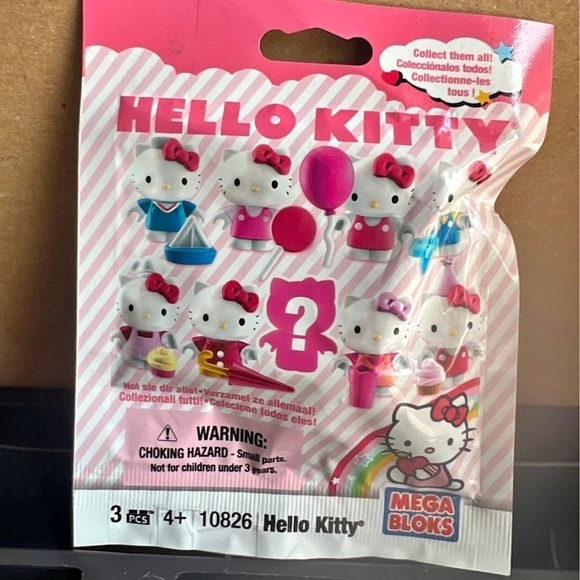 Collect them all!
Colecciónalos todos!
Collectionne-les
tous !
HELLO KITTY®
?
Hol sie dir alle!•Verzamel ze allemaal!
Collezionali tutti!•Colecione todos eles!
WARNING:
CHOKING HAZARD - Small parts.
Not for children under 3 years.
MEGA
BLOKS
3 PCS 4+ 10826 Hello Kitty®